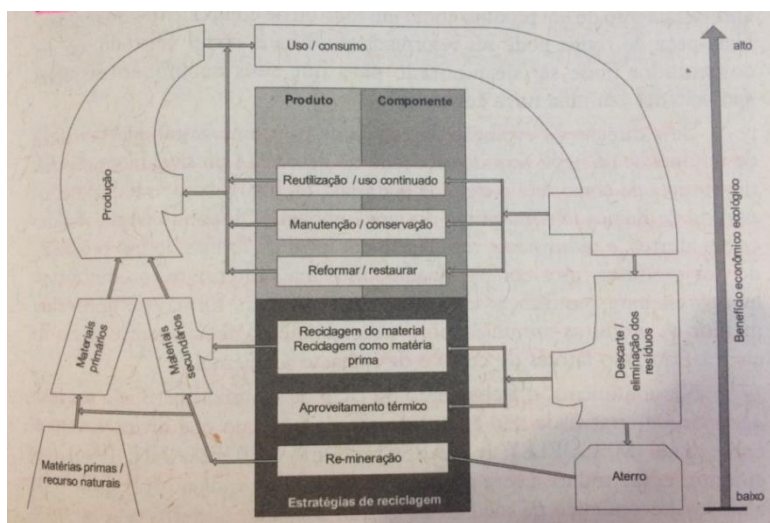 Uso / consumo
alto
Produto
Componente
Reutilização / uso continuado
Manutenção / conservação
Reformar / restaurar
Produção
Benefício econômico ecológico
Materiais
primários
Materiais
secundários
Reciclagem do material
Reciclagem como matéria
prima
Descarte /
eliminação dos
resíduos
Aproveitamento térmico
Matérias primas /
recurso naturais
Re-mineração
Aterro
Estratégias de reciclagem
baixo